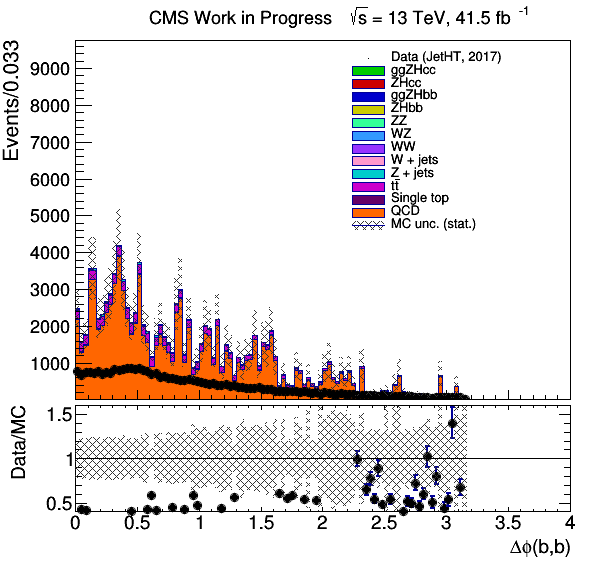 CMS Work in Progress √s = 13 TeV, 41.5 fb⁻¹
Events/0.033
9000
8000
7000
6000
5000
4000
3000
2000
1000
Data (JetHT, 2017)
ggZHcc
ZHcc
ggZHbb
ZHbb
ZZ
WZ
WW
W + jets
Z + jets
tt̄
Single top
QCD
MC unc. (stat.)
Data/MC
1.5
1
0.5
0 0.5 1 1.5 2 2.5 3 3.5 4
Δϕ(b,b)